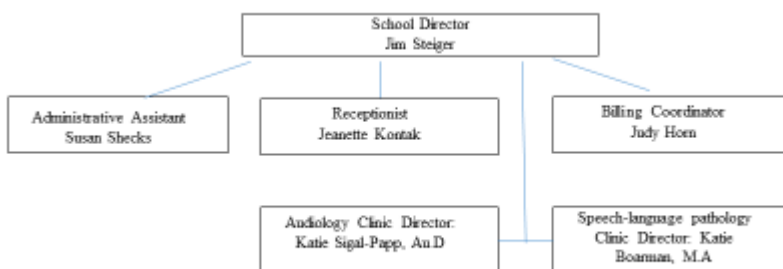 School Director
Jim Steiger
Administrative Assistant
Susan Shecks
Receptionist
Jeanette Kontak
Billing Coordinator
Judy Horn
Audiology Clinic Director:
Katie Sigal-Papp, Au.D
Speech-language pathology
Clinic Director: Katie
Boarman, M.A